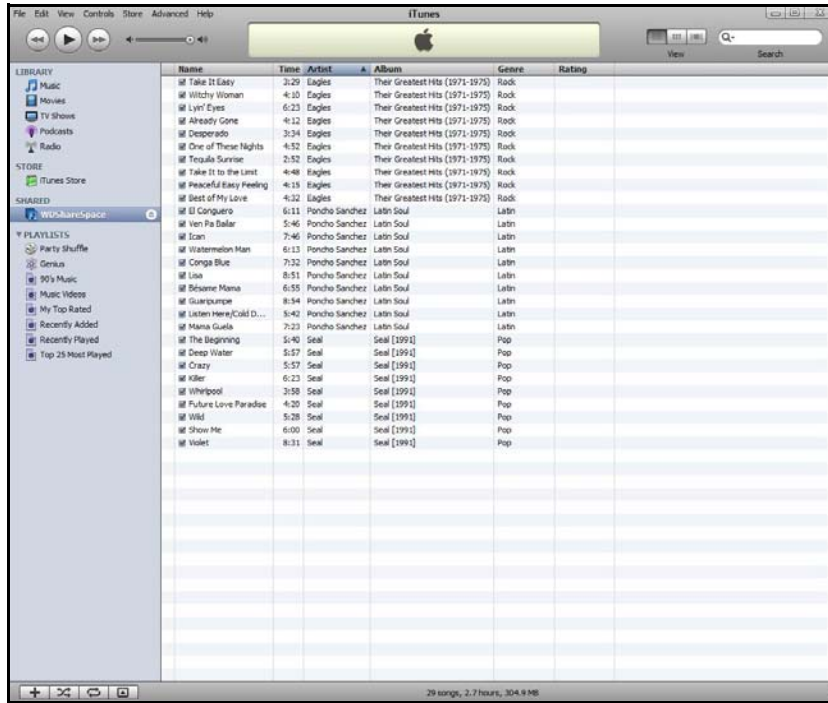 File Edit View Controls Store Advanced Help iTunes
View Search
LIBRARY
Music
Movies
TV Shows
Podcasts
Radio
STORE
iTunes Store
SHARED
WDShareSpace
PLAYLISTS
Party Shuffle
Genius
90's Music
Music Videos
My Top Rated
Recently Added
Recently Played
Top 25 Most Played
Name Time Artist Album Genre Rating
Take It Easy 3:29 Eagles Their Greatest Hits (1971-1975) Rock
Witchy Woman 4:10 Eagles Their Greatest Hits (1971-1975) Rock
Lyin' Eyes 6:23 Eagles Their Greatest Hits (1971-1975) Rock
Already Gone 4:12 Eagles Their Greatest Hits (1971-1975) Rock
Desperado 3:34 Eagles Their Greatest Hits (1971-1975) Rock
One of These Nights 4:52 Eagles Their Greatest Hits (1971-1975) Rock
Tequila Sunrise 2:52 Eagles Their Greatest Hits (1971-1975) Rock
Take It to the Limit 4:48 Eagles Their Greatest Hits (1971-1975) Rock
Peaceful Easy Feeling 4:15 Eagles Their Greatest Hits (1971-1975) Rock
Best of My Love 4:32 Eagles Their Greatest Hits (1971-1975) Rock
El Conguero 6:11 Poncho Sanchez Latin Soul Latin
Ven Pa Bailar 5:46 Poncho Sanchez Latin Soul Latin
Ican 7:46 Poncho Sanchez Latin Soul Latin
Watermelon Man 6:13 Poncho Sanchez Latin Soul Latin
Conga Blue 7:32 Poncho Sanchez Latin Soul Latin
Lisa 8:51 Poncho Sanchez Latin Soul Latin
Bésame Mama 6:55 Poncho Sanchez Latin Soul Latin
Guaripumpe 8:54 Poncho Sanchez Latin Soul Latin
Listen Here/Cold D... 5:42 Poncho Sanchez Latin Soul Latin
Mama Guela 7:23 Poncho Sanchez Latin Soul Latin
The Beginning 5:40 Seal Seal [1991] Pop
Deep Water 5:57 Seal Seal [1991] Pop
Crazy 5:57 Seal Seal [1991] Pop
Killer 6:23 Seal Seal [1991] Pop
Whirlpool 3:58 Seal Seal [1991] Pop
Future Love Paradise 4:20 Seal Seal [1991] Pop
Wild 5:28 Seal Seal [1991] Pop
Show Me 6:00 Seal Seal [1991] Pop
Violet 8:31 Seal Seal [1991] Pop
29 songs, 2.7 hours, 304.9 MB